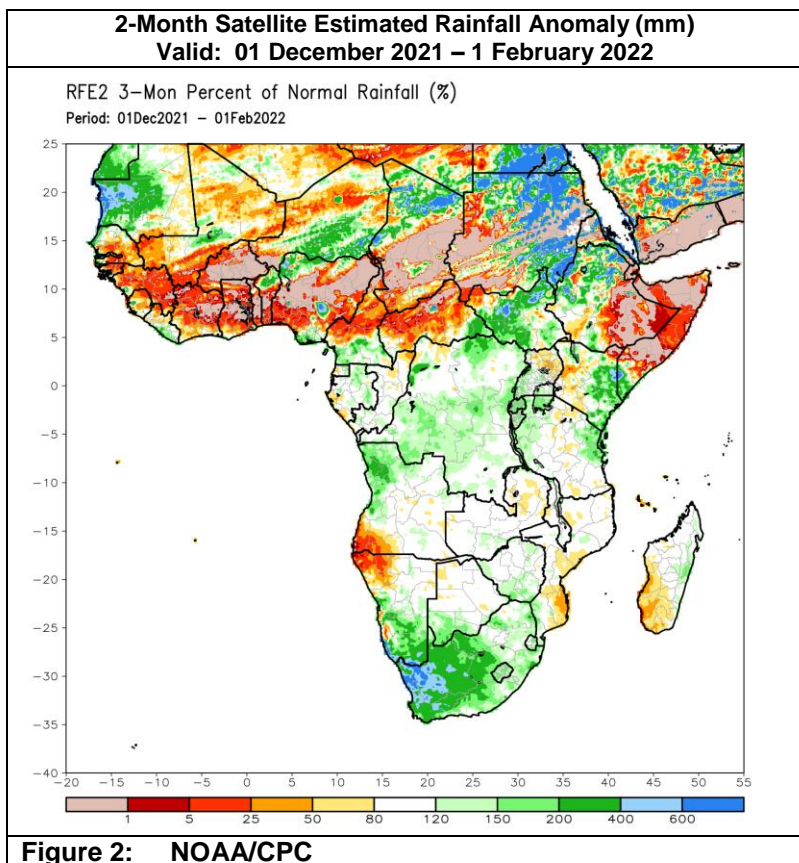 2-Month Satellite Estimated Rainfall Anomaly (mm)
Valid: 01 December 2021 – 1 February 2022
RFE2 3-Mon Percent of Normal Rainfall (%)
Period: 01Dec2021 – 01Feb2022
25
20
15
10
5
0
−5
−10
−15
−20
−25
−30
−35
−40
−20 −15 −10 −5 0 5 10 15 20 25 30 35 40 45 50 55
1 5 25 50 80 120 150 200 400 600
Figure 2: NOAA/CPC